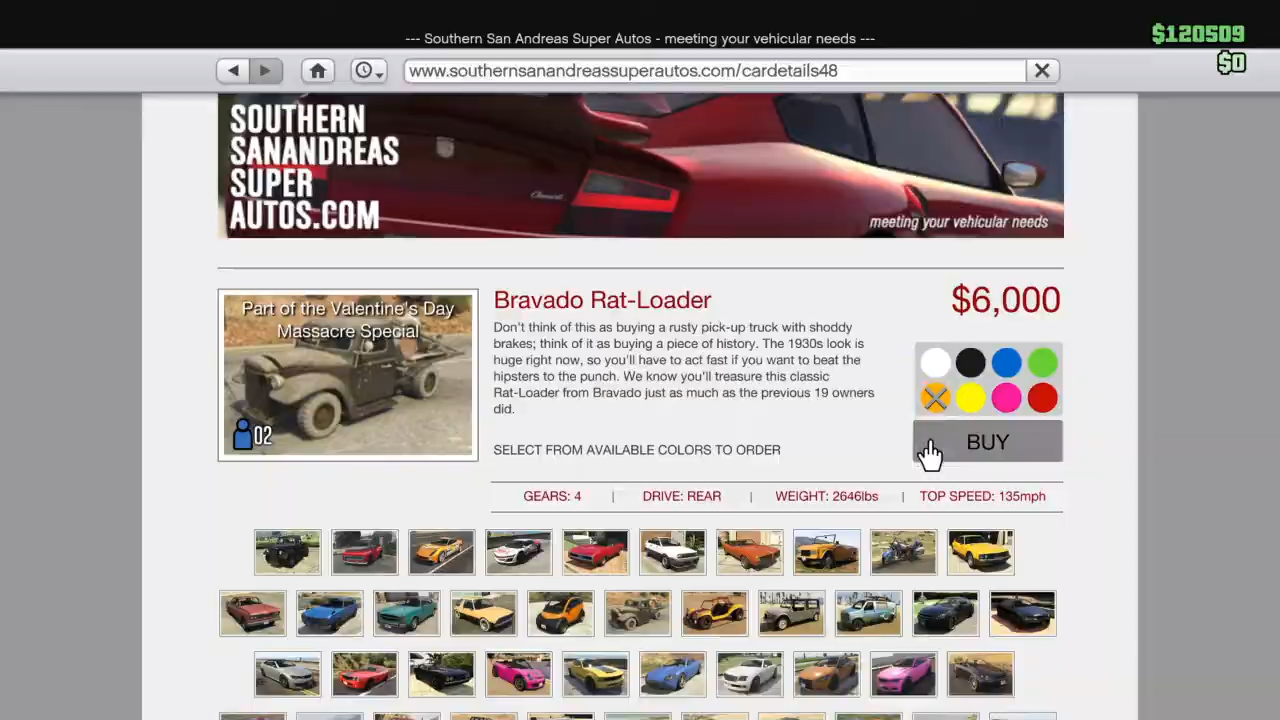 --- Southern San Andreas Super Autos - meeting your vehicular needs ---
$120509
$0
www.southernsanandreassuperautos.com/cardetails48
SOUTHERN
SANANDREAS
SUPER
AUTOS.COM
meeting your vehicular needs
Part of the Valentine's Day
Massacre Special
02
Bravado Rat-Loader
$6,000
Don't think of this as buying a rusty pick-up truck with shoddy
brakes; think of it as buying a piece of history. The 1930s look is
huge right now, so you'll have to act fast if you want to beat the
hipsters to the punch. We know you'll treasure this classic
Rat-Loader from Bravado just as much as the previous 19 owners
did.
SELECT FROM AVAILABLE COLORS TO ORDER
BUY
GEARS: 4 | DRIVE: REAR | WEIGHT: 2646lbs | TOP SPEED: 135mph